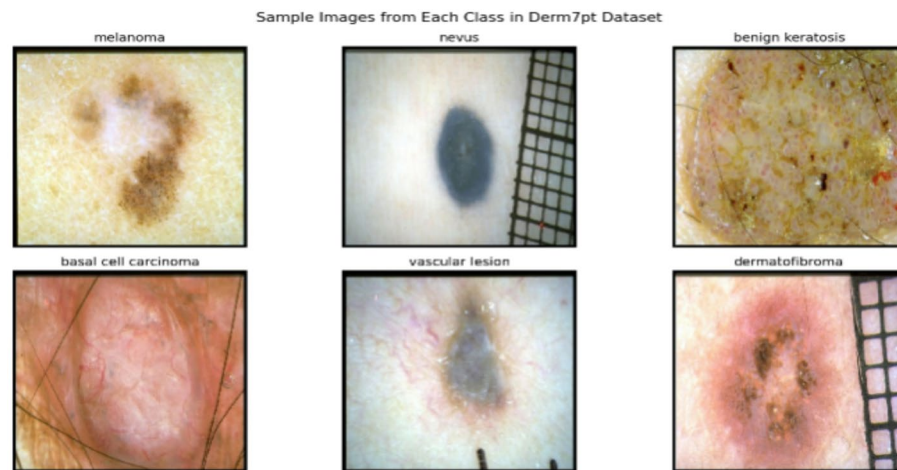 Sample Images from Each Class in Derm7pt Dataset
melanoma
nevus
benign keratosis
basal cell carcinoma
vascular lesion
dermatofibroma